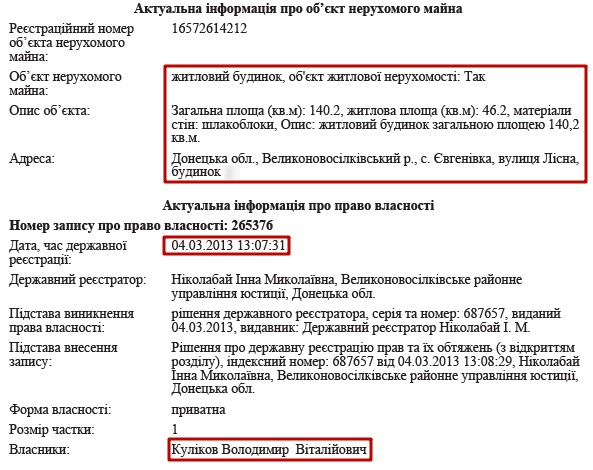 Актуальна інформація про об’єкт нерухомого майна
Реєстраційний номер 16572614212
об’єкта нерухомого
майна:
Об’єкт нерухомого житловий будинок, об'єкт житлової нерухомості: Так
майна:
Опис об’єкта: Загальна площа (кв.м): 140.2, житлова площа (кв.м): 46.2, матеріали
стін: шлакоблоки, Опис: житловий будинок загальною площею 140,2
кв.м.
Адреса: Донецька обл., Великоновосілківський р., с. Євгенівка, вулиця Лісна,
будинок
Актуальна інформація про право власності
Номер запису про право власності: 265376
Дата, час державної 04.03.2013 13:07:31
реєстрації:
Державний реєстратор: Ніколабай Інна Миколаївна, Великоновосілківське районне
управління юстиції, Донецька обл.
Підстава виникнення рішення державного реєстратора, серія та номер: 687657, виданий
права власності: 04.03.2013, видавник: Державний реєстратор Ніколабай І. М.
Підстава внесення Рішення про державну реєстрацію прав та їх обтяжень (з відкриттям
запису: розділу), індексний номер: 687657 від 04.03.2013 13:08:29, Ніколабай
Інна Миколаївна, Великоновосілківське районне управління юстиції,
Донецька обл.
Форма власності: приватна
Розмір частки: 1
Власники: Куліков Володимир Віталійович